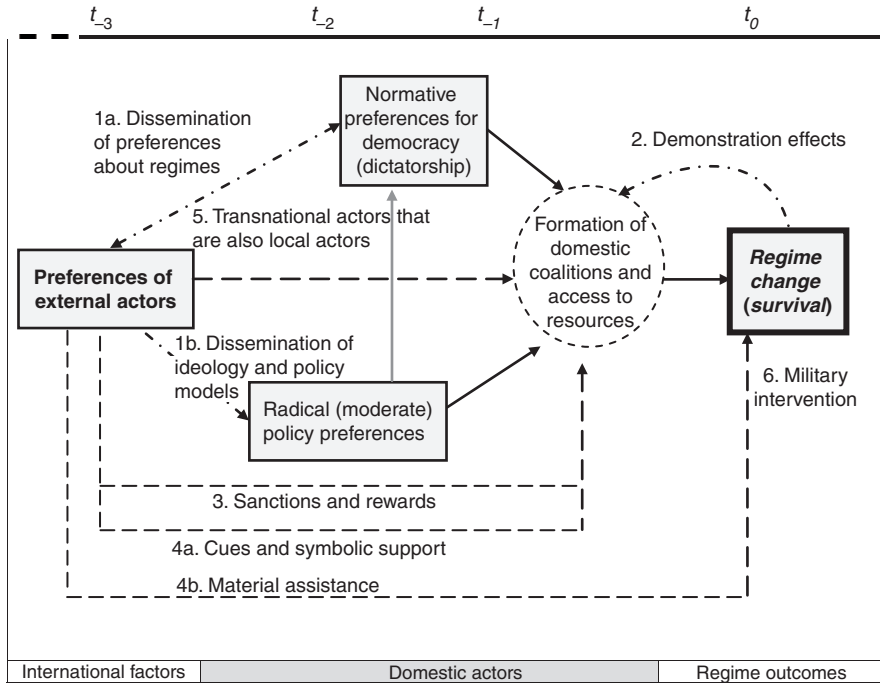 t–3
t–2
t–1
t0
1a. Dissemination
of preferences
about regimes
Normative
preferences for
democracy
(dictatorship)
2. Demonstration effects
5. Transnational actors that
are also local actors
Preferences of
external actors
Formation of
domestic
coalitions and
access to
resources
Regime
change
(survival)
1b. Dissemination of
ideology and policy
models
Radical (moderate)
policy preferences
6. Military
intervention
3. Sanctions and rewards
4a. Cues and symbolic support
4b. Material assistance
International factors
Domestic actors
Regime outcomes